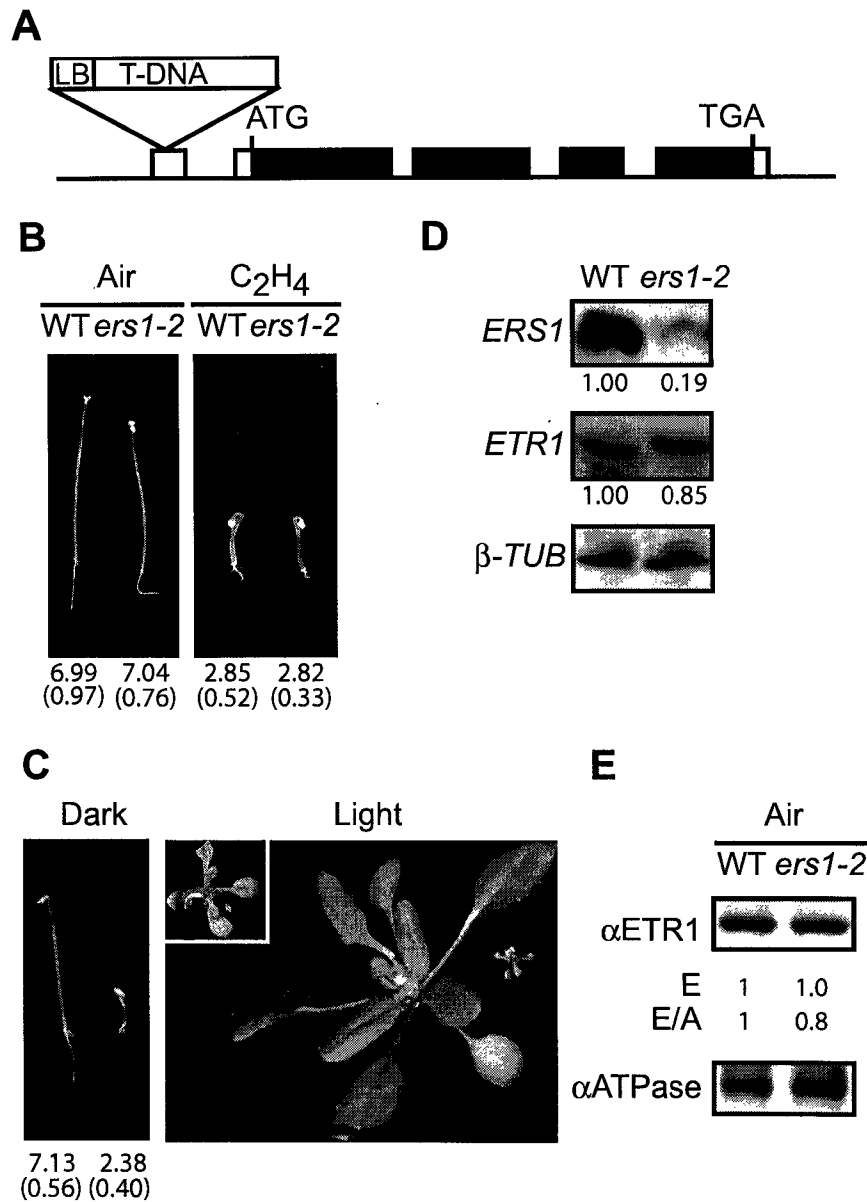 A
LB T-DNA
ATG
TGA
B
Air C2H4
WT ers1-2 WT ers1-2
6.99 7.04 2.85 2.82
(0.97) (0.76) (0.52) (0.33)
D
WT ers1-2
ERS1
1.00 0.19
ETR1
1.00 0.85
β-TUB
C
Dark Light
7.13 2.38
(0.56) (0.40)
E
Air
WT ers1-2
αETR1
E 1 1.0
E/A 1 0.8
αATPase